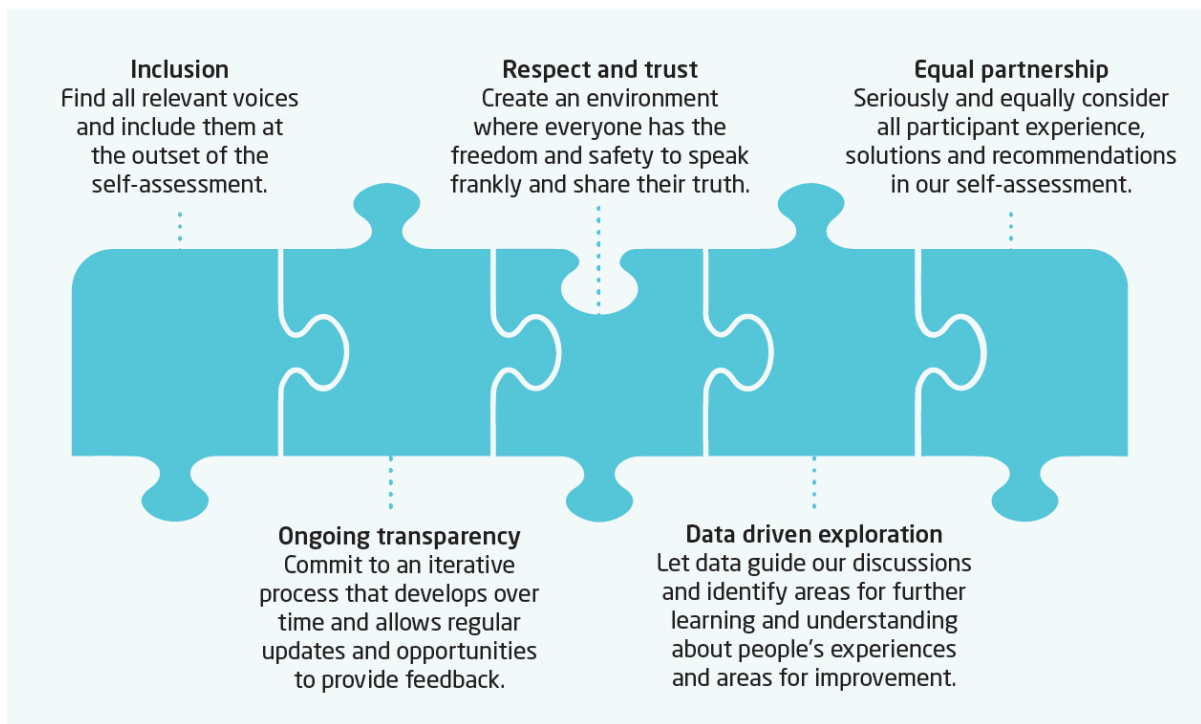 Inclusion
Find all relevant voices
and include them at
the outset of the
self-assessment.
Respect and trust
Create an environment
where everyone has the
freedom and safety to speak
frankly and share their truth.
Equal partnership
Seriously and equally consider
all participant experience,
solutions and recommendations
in our self-assessment.
Ongoing transparency
Commit to an iterative
process that develops over
time and allows regular
updates and opportunities
to provide feedback.
Data driven exploration
Let data guide our discussions
and identify areas for further
learning and understanding
about people's experiences
and areas for improvement.